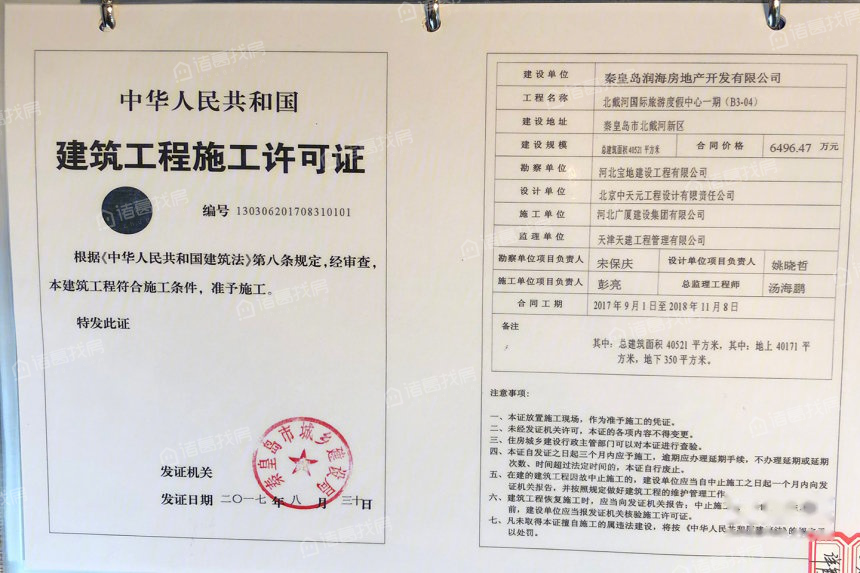 中华人民共和国
建筑工程施工许可证
编号 130306201708310101
根据《中华人民共和国建筑法》第八条规定，经审查，
本建筑工程符合施工条件，准予施工。
特发此证
秦皇岛市城乡建设局
发证机关
发证日期 二〇一七 年 八 月 三十 日
建设单位 秦皇岛润海房地产开发有限公司
工程名称 北戴河国际旅游度假中心一期（B3-04）
建设地址 秦皇岛市北戴河新区
建设规模 总建筑面积 40521 平方米 合同价格 6496.47 万元
勘察单位 河北宝地建设工程有限公司
设计单位 北京中天元工程设计有限责任公司
施工单位 河北广厦建设集团有限公司
监理单位 天津天建工程管理有限公司
勘察单位项目负责人 宋保庆 设计单位项目负责人 姚晓哲
施工单位项目负责人 彭亮 总监理工程师 汤海鹏
合同工期 2017 年 9 月 1 日至 2018 年 11 月 8 日
备注
其中：总建筑面积 40521 平方米，其中：地上 40171 平
方米，地下 350 平方米。
注意事项：
一、本证放置施工现场，作为准予施工的凭证。
二、未经发证机关许可，本证的各项内容不得变更。
三、住房城乡建设行政主管部门可以对本证进行查验。
四、本证自发证之日起三个月内应予施工，逾期应办理延期手续，不办理延期或延期
次数、时间超过法定时间的，本证自行废止。
五、在建的建筑工程因故中止施工的，建设单位应当自中止施工之日起一个月内向发
证机关报告，并按照规定做好建筑工程的维护管理工作
六、建筑工程恢复施工时，应当向发证机关报告；中止施
前，建设单位应当报发证机关核验施工许可证。
七、凡未取得本证擅自施工的属违法建设，将按《中华人民
以处罚。
诸葛找房